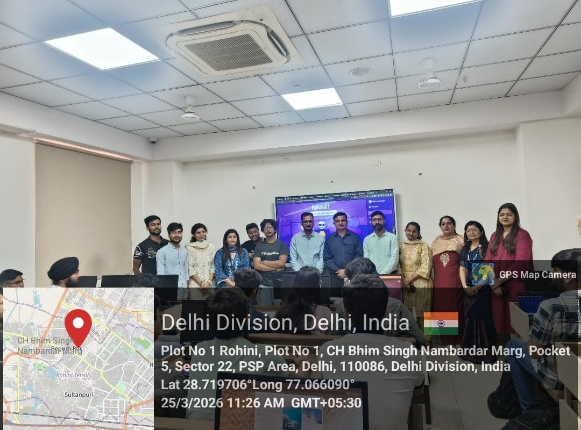 GPS Map Camera
CH Bhim Singh
Nambardar Marg
Sultanpuri
Delhi Division, Delhi, India
Plot No 1 Rohini, Plot No 1, CH Bhim Singh Nambardar Marg, Pocket
5, Sector 22, PSP Area, Delhi, 110086, Delhi Division, India
Lat 28.719706°Long 77.066090°
25/3/2026 11:26 AM GMT+05:30